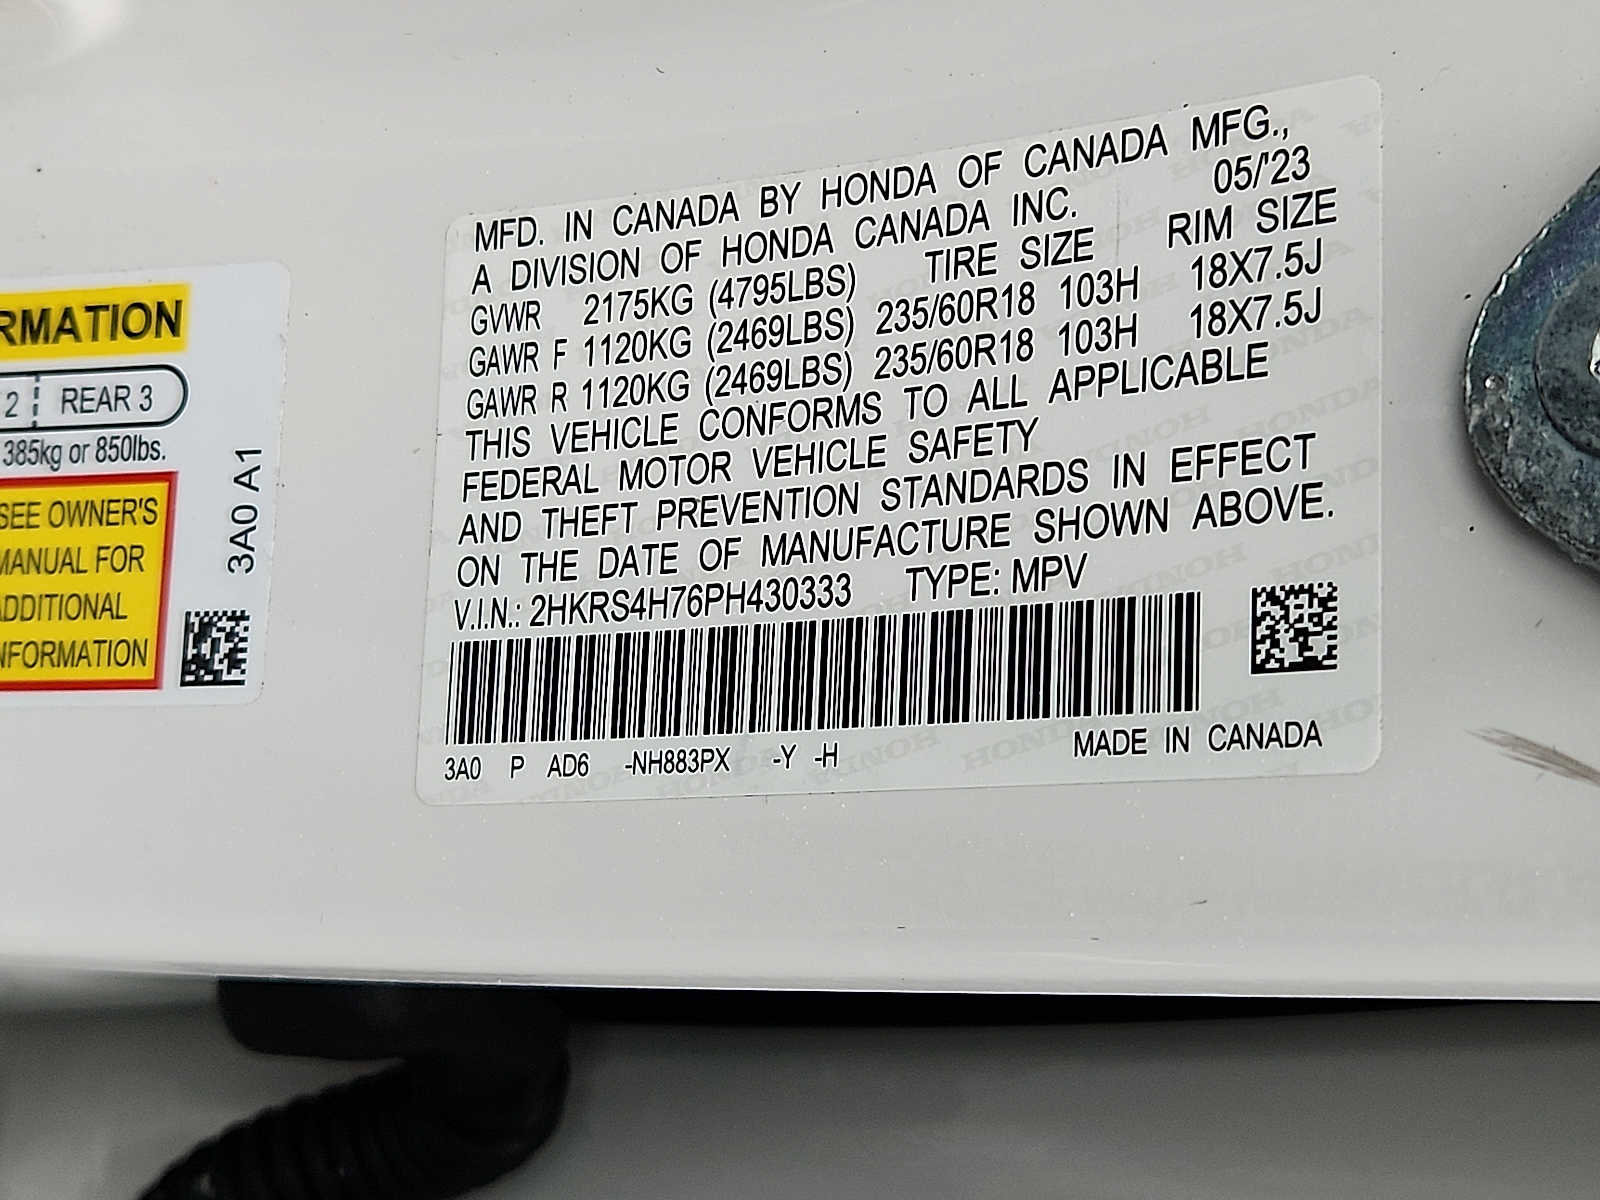 RMATION
2 REAR 3
385kg or 850lbs.
SEE OWNER'S
MANUAL FOR
ADDITIONAL
NFORMATION
3A0 A1
MFD. IN CANADA BY HONDA OF CANADA MFG.,
A DIVISION OF HONDA CANADA INC. 05/'23
GVWR 2175KG (4795LBS) TIRE SIZE RIM SIZE
GAWR F 1120KG (2469LBS) 235/60R18 103H 18X7.5J
GAWR R 1120KG (2469LBS) 235/60R18 103H 18X7.5J
THIS VEHICLE CONFORMS TO ALL APPLICABLE
FEDERAL MOTOR VEHICLE SAFETY
AND THEFT PREVENTION STANDARDS IN EFFECT
ON THE DATE OF MANUFACTURE SHOWN ABOVE.
V.I.N.: 2HKRS4H76PH430333 TYPE: MPV
3A0 P AD6 -NH883PX -Y -H MADE IN CANADA